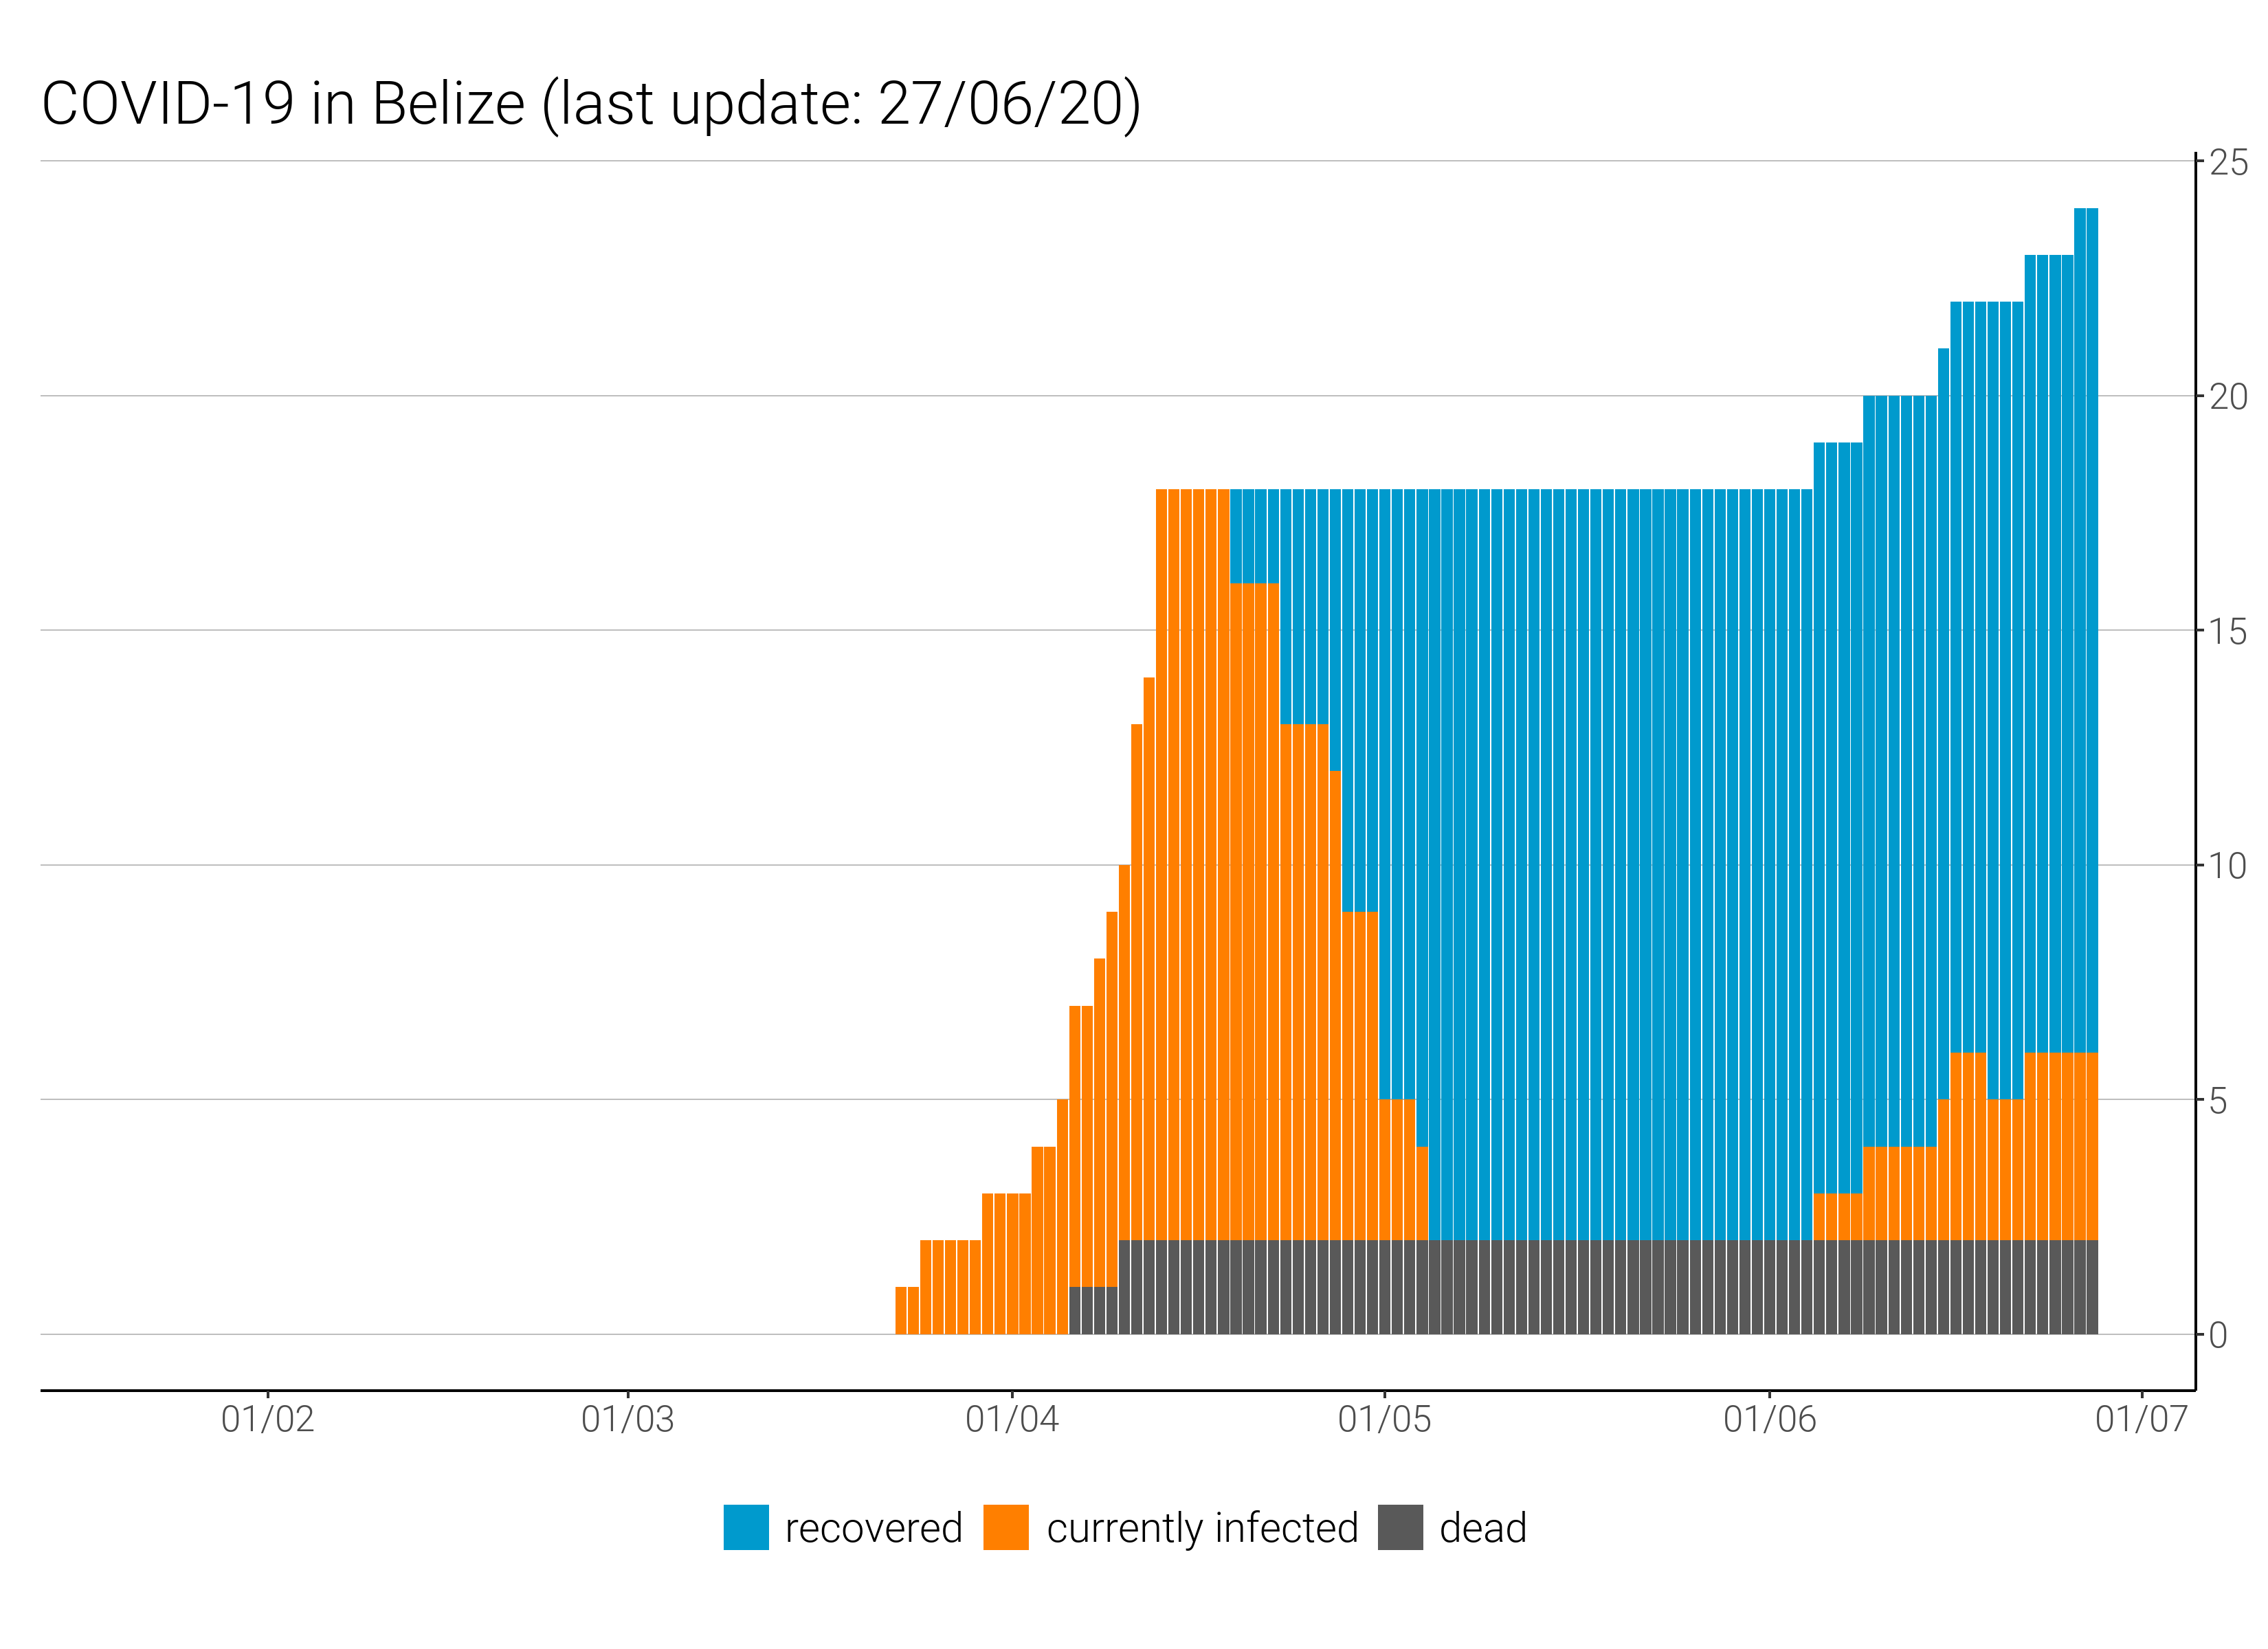 COVID-19 in Belize (last update: 27/06/20)
25
20
15
10
5
0
01/02 01/03 01/04 01/05 01/06 01/07
recovered currently infected dead